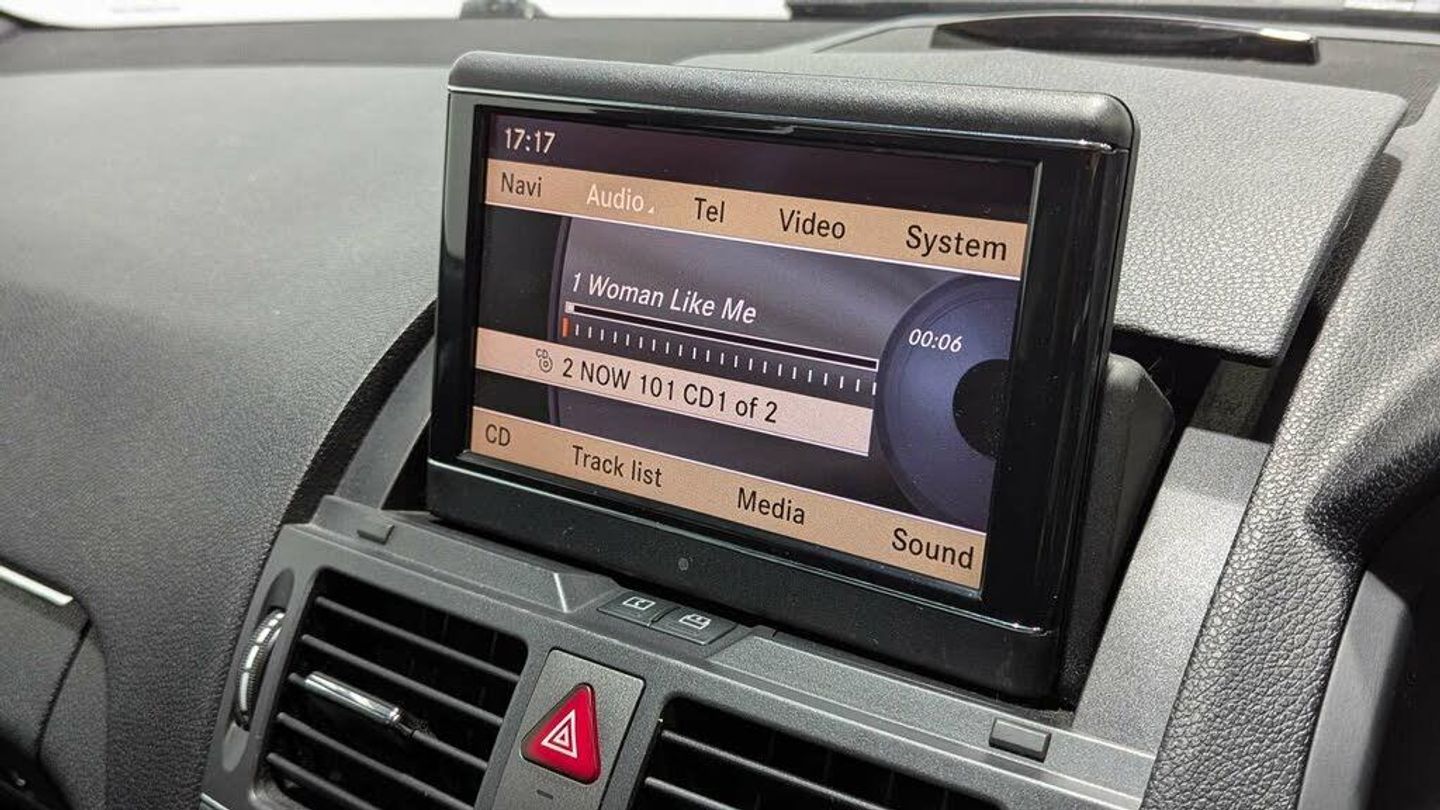 17:17
Navi Audio Tel Video System
1 Woman Like Me
00:06
CD 2 NOW 101 CD1 of 2
CD Track list Media Sound